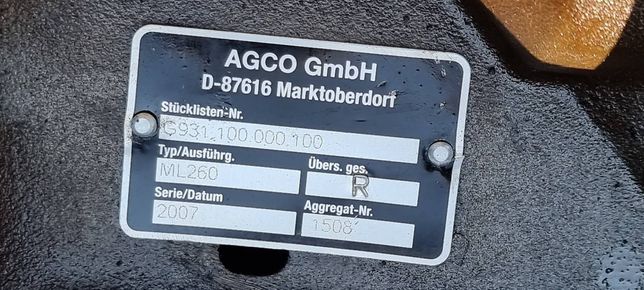 AGCO GmbH
D-87616 Marktoberdorf
Stücklisten-Nr.
G931.100.000.100
Typ/Ausführg. Übers. ges.
ML260 R
Serie/Datum Aggregat-Nr.
2007 1508